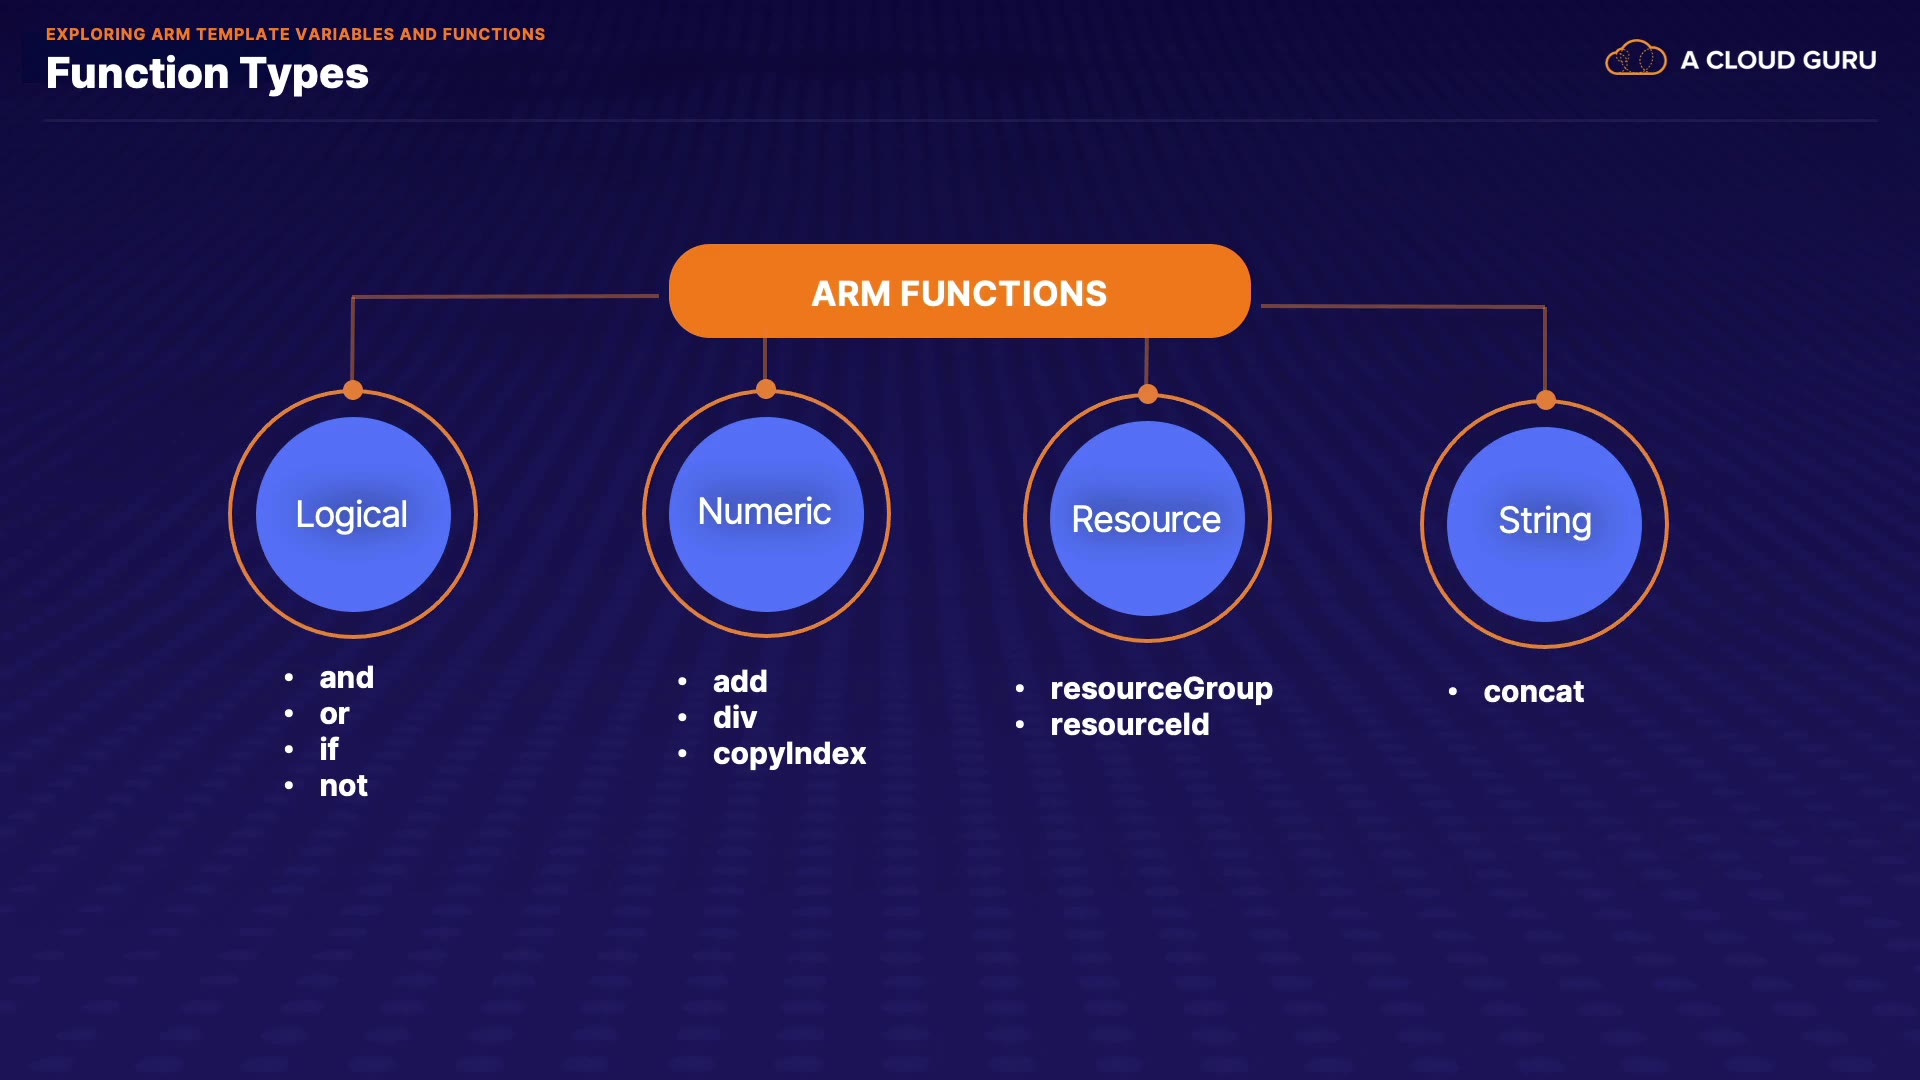 EXPLORING ARM TEMPLATE VARIABLES AND FUNCTIONS
Function Types
A CLOUD GURU
ARM FUNCTIONS
Logical
Numeric
Resource
String
• and
• or
• if
• not
• add
• div
• copyIndex
• resourceGroup
• resourceId
• concat